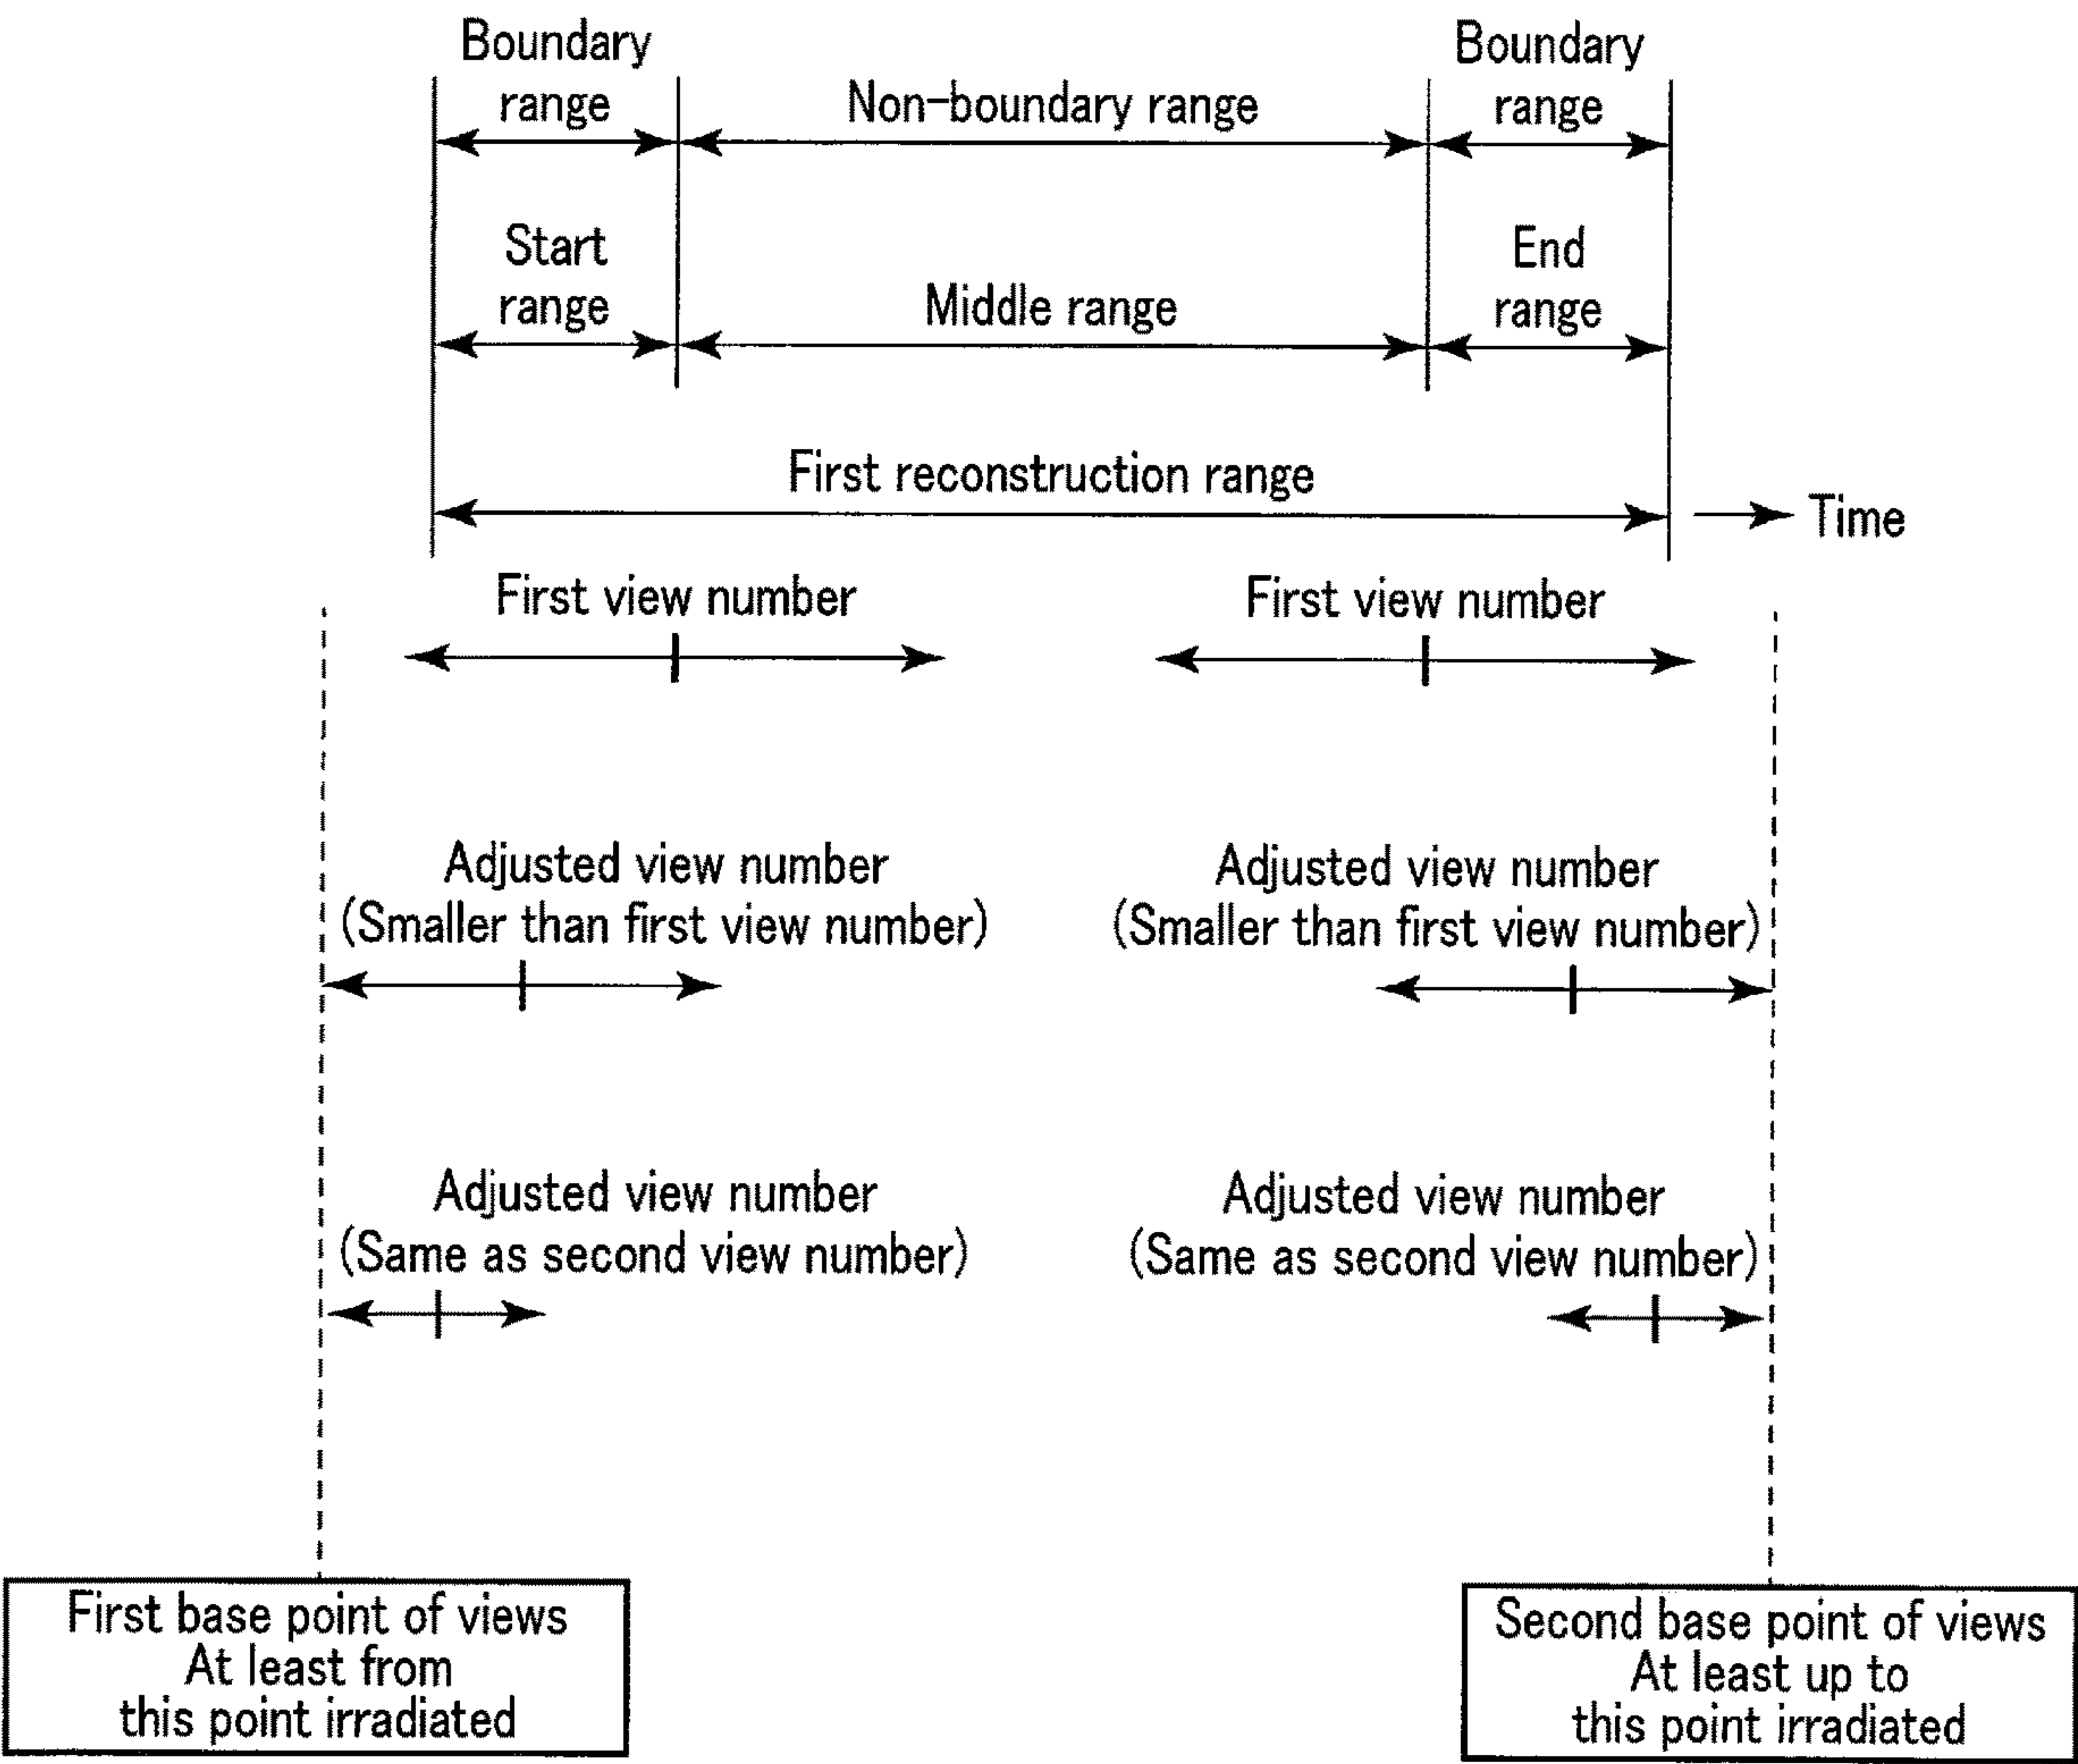 Boundary
range
Non-boundary range
Boundary
range
Start
range
Middle range
End
range
First reconstruction range
Time
First view number
First view number
Adjusted view number
(Smaller than first view number)
Adjusted view number
(Smaller than first view number)
Adjusted view number
(Same as second view number)
Adjusted view number
(Same as second view number)
First base point of views
At least from
this point irradiated
Second base point of views
At least up to
this point irradiated